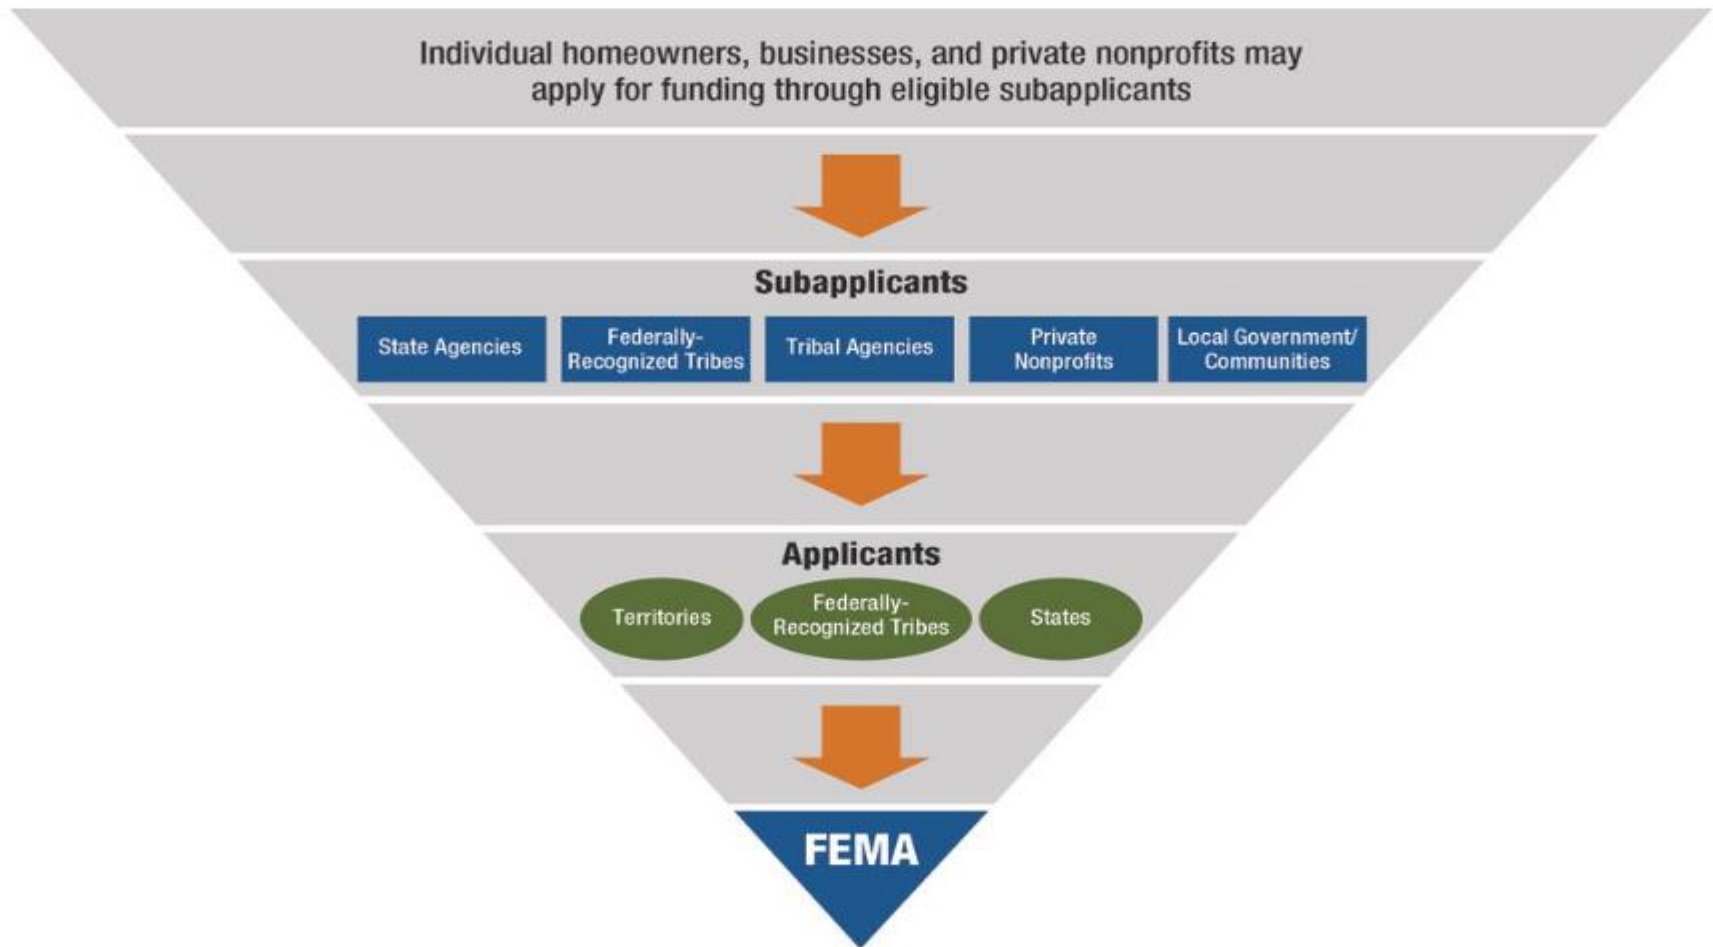 Individual homeowners, businesses, and private nonprofits may
apply for funding through eligible subapplicants
Subapplicants
State Agencies
Federally-
Recognized Tribes
Tribal Agencies
Private
Nonprofits
Local Government/
Communities
Applicants
Territories
Federally-
Recognized Tribes
States
FEMA